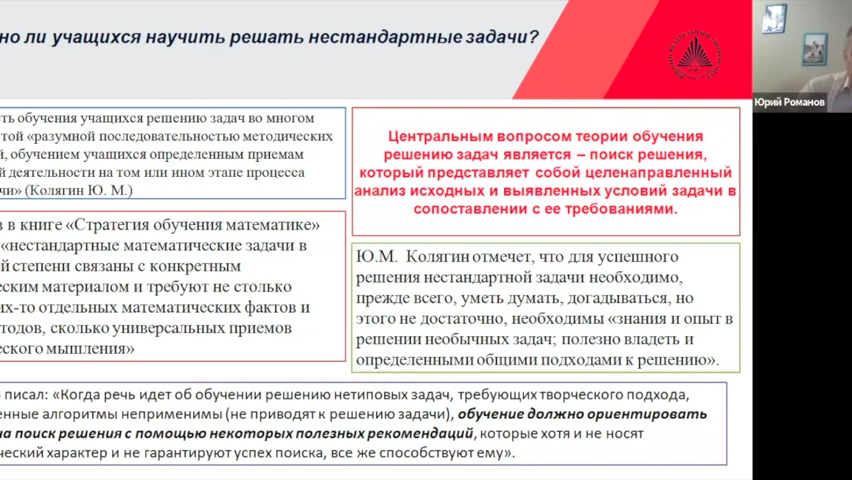 но ли учащихся научить решать нестандартные задачи?
ть обучения учащихся решению задач во многом
той «разумной последовательностью методических
й, обучением учащихся определенным приемам
й деятельности на том или ином этапе процесса
чи» (Колягин Ю. М.)
в в книге «Стратегия обучения математике»
«нестандартные математические задачи в
й степени связаны с конкретным
еским материалом и требуют не столько
их-то отдельных математических фактов и
тодов, сколько универсальных приемов
еского мышления»
Центральным вопросом теории обучения
решению задач является – поиск решения,
который представляет собой целенаправленный
анализ исходных и выявленных условий задачи в
сопоставлении с ее требованиями.
Ю.М. Колягин отмечет, что для успешного
решения нестандартной задачи необходимо,
прежде всего, уметь думать, догадываться, но
этого не достаточно, необходимы «знания и опыт в
решении необычных задач; полезно владеть и
определенными общими подходами к решению».
писал: «Когда речь идет об обучении решению нетиповых задач, требующих творческого подхода,
енные алгоритмы неприменимы (не приводят к решению задачи), обучение должно ориентировать
на поиск решения с помощью некоторых полезных рекомендаций, которые хотя и не носят
ческий характер и не гарантируют успех поиска, все же способствуют ему».
Юрий Романов